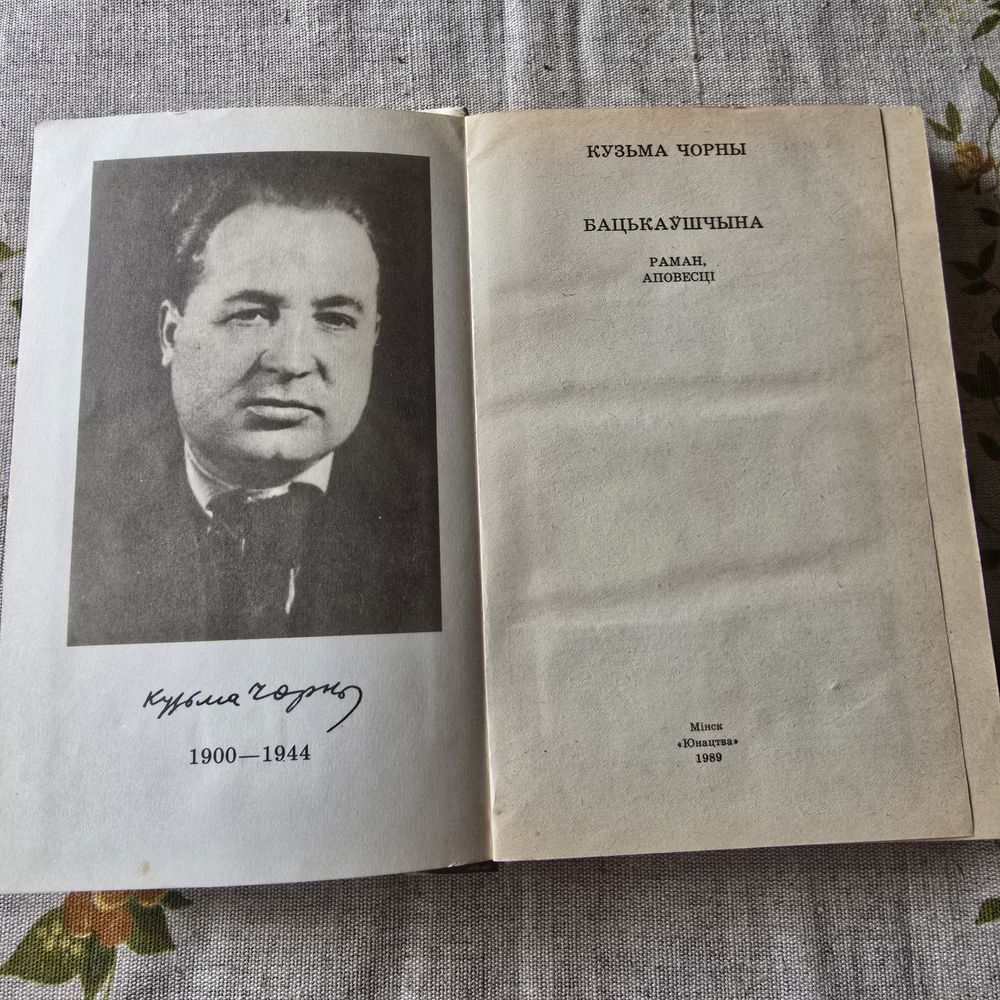 Кузьма Чорны
1900—1944
КУЗЬМА ЧОРНЫ
БАЦЬКАЎШЧЫНА
РАМАН,
АПОВЕСЦІ
Мінск
«Юнацтва»
1989